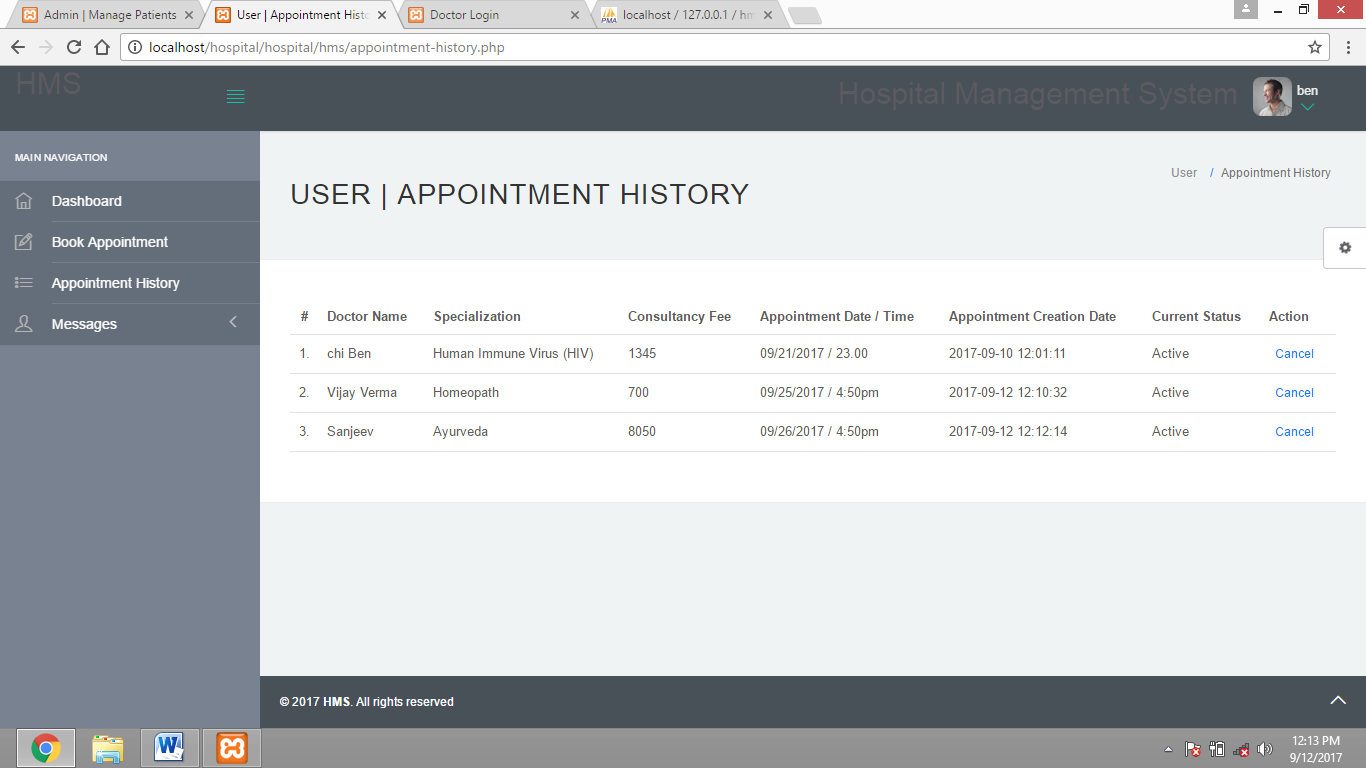 Admin | Manage Patients
User | Appointment Histo
Doctor Login
localhost / 127.0.0.1 / hm
localhost/hospital/hospital/hms/appointment-history.php
HMS
Hospital Management System
ben
MAIN NAVIGATION
Dashboard
Book Appointment
Appointment History
Messages
USER | APPOINTMENT HISTORY
User / Appointment History
# Doctor Name Specialization Consultancy Fee Appointment Date / Time Appointment Creation Date Current Status Action
1. chi Ben Human Immune Virus (HIV) 1345 09/21/2017 / 23.00 2017-09-10 12:01:11 Active Cancel
2. Vijay Verma Homeopath 700 09/25/2017 / 4:50pm 2017-09-12 12:10:32 Active Cancel
3. Sanjeev Ayurveda 8050 09/26/2017 / 4:50pm 2017-09-12 12:12:14 Active Cancel
© 2017 HMS. All rights reserved
12:13 PM
9/12/2017